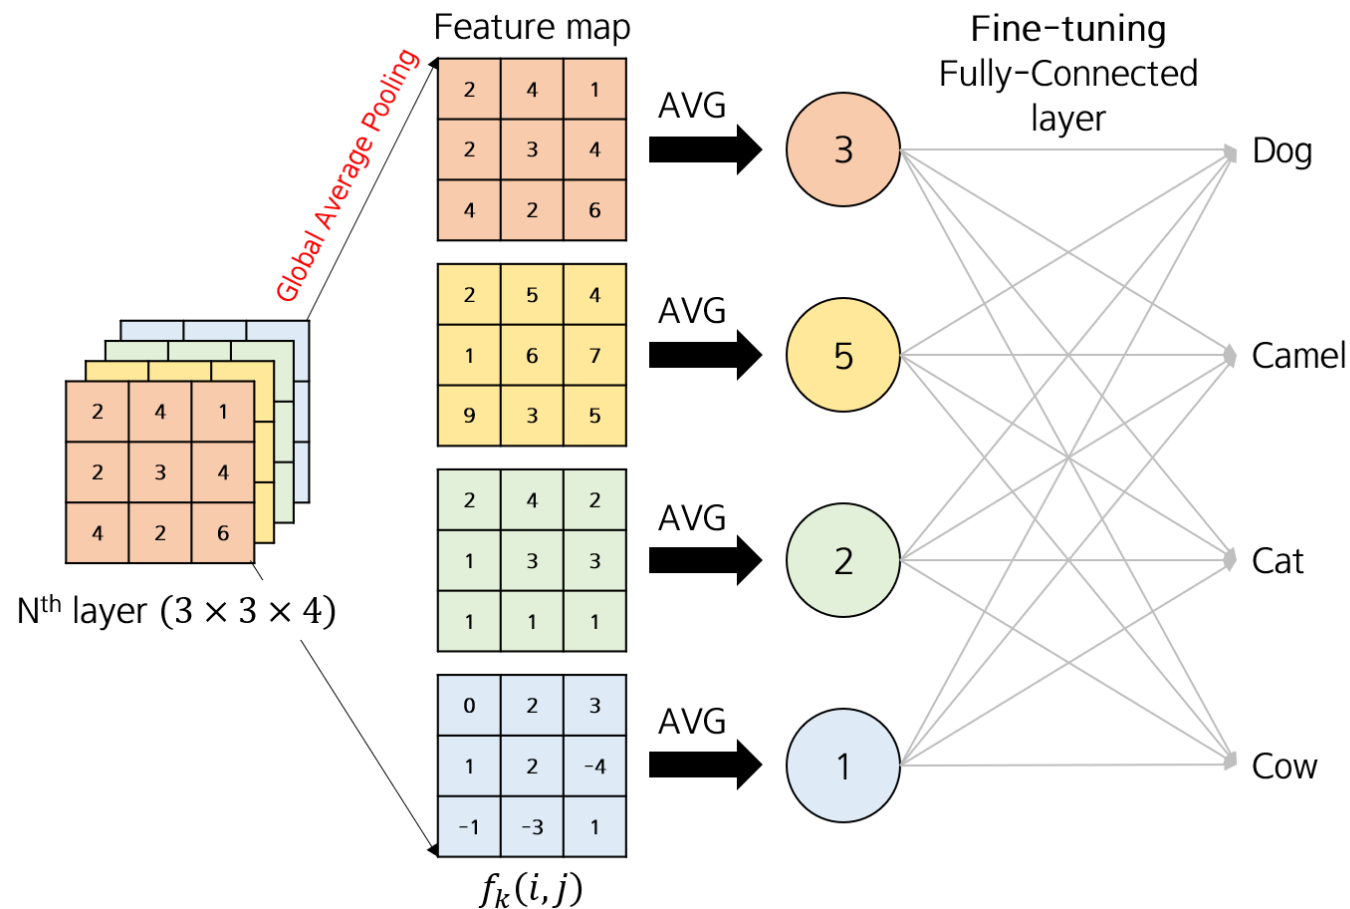 Feature map
Fine-tuning
Fully-Connected
layer
Global Average Pooling
2 4 1
2 3 4
4 2 6
AVG
3
Dog
2 5 4
1 6 7
9 3 5
AVG
5
Camel
2 4 1
2 3 4
4 2 6
Nth layer (3 × 3 × 4)
2 4 2
1 3 3
1 1 1
AVG
2
Cat
0 2 3
1 2 -4
-1 -3 1
AVG
1
Cow
fk(i, j)